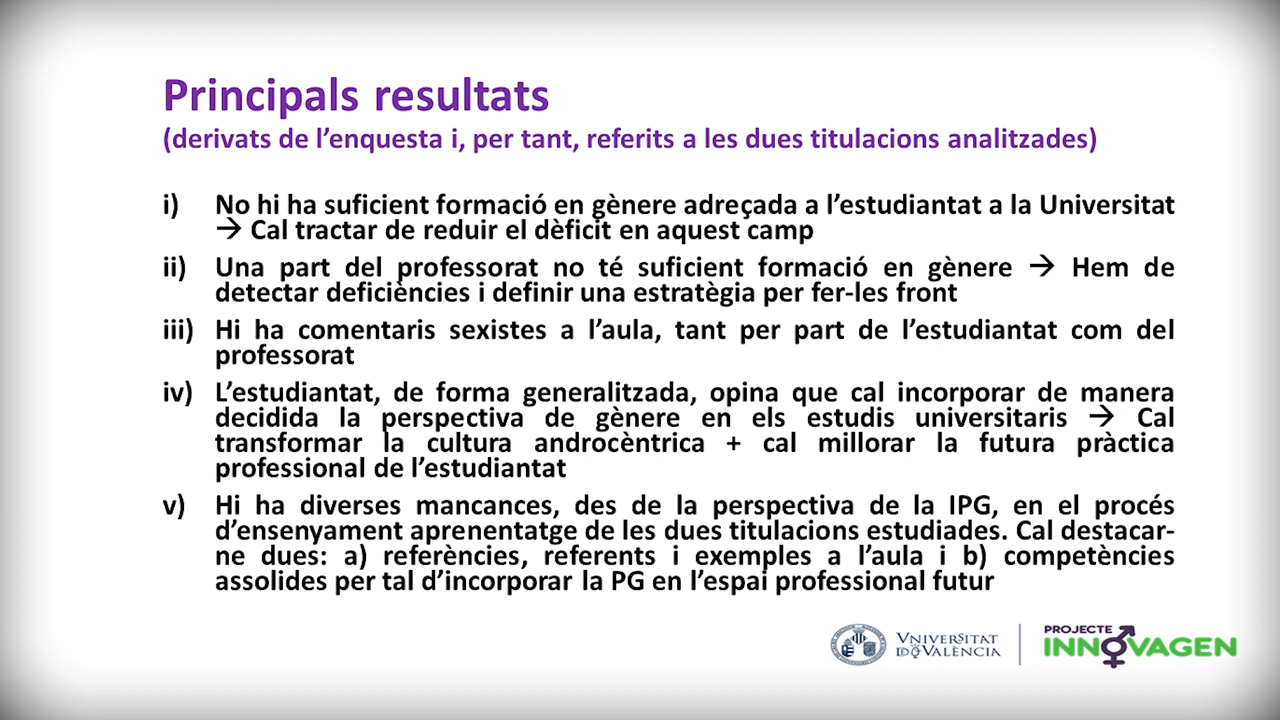 Principals resultats
(derivats de l’enquesta i, per tant, referits a les dues titulacions analitzades)
i) No hi ha suficient formació en gènere adreçada a l’estudiantat a la Universitat
→ Cal tractar de reduir el dèficit en aquest camp
ii) Una part del professorat no té suficient formació en gènere → Hem de
detectar deficiències i definir una estratègia per fer-les front
iii) Hi ha comentaris sexistes a l’aula, tant per part de l’estudiantat com del
professorat
iv) L’estudiantat, de forma generalitzada, opina que cal incorporar de manera
decidida la perspectiva de gènere en els estudis universitaris → Cal
transformar la cultura androcèntrica + cal millorar la futura pràctica
professional de l’estudiantat
v) Hi ha diverses mancances, des de la perspectiva de la IPG, en el procés
d’ensenyament aprenentatge de les dues titulacions estudiades. Cal destacar-
ne dues: a) referències, referents i exemples a l’aula i b) competències
assolides per tal d’incorporar la PG en l’espai professional futur
VNIVERSITAT
ID QVALÈNCIA
PROJECTE
INNOVAGEN